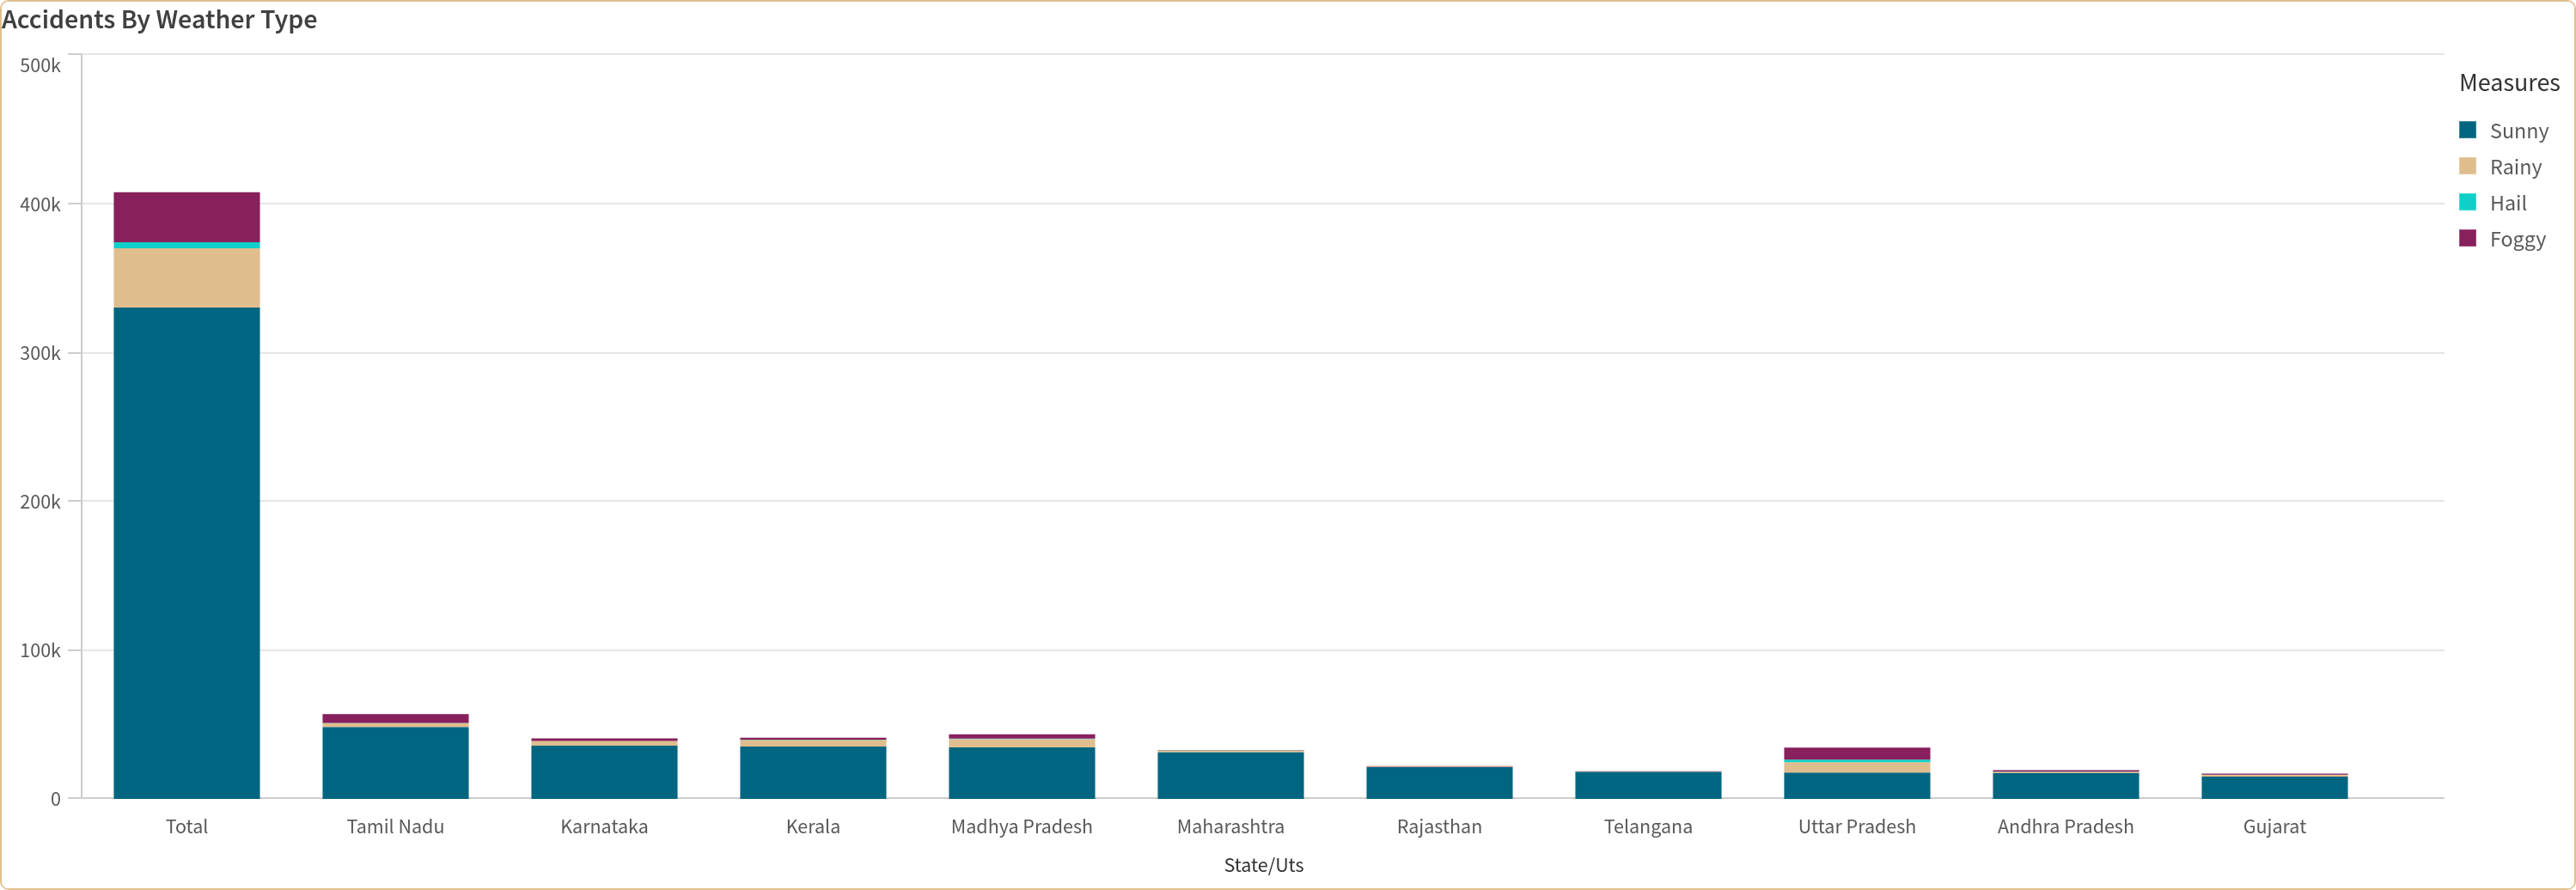 Accidents By Weather Type
500k
400k
300k
200k
100k
0
Total
Tamil Nadu
Karnataka
Kerala
Madhya Pradesh
Maharashtra
Rajasthan
Telangana
Uttar Pradesh
Andhra Pradesh
Gujarat
State/Uts
Measures
Sunny
Rainy
Hail
Foggy